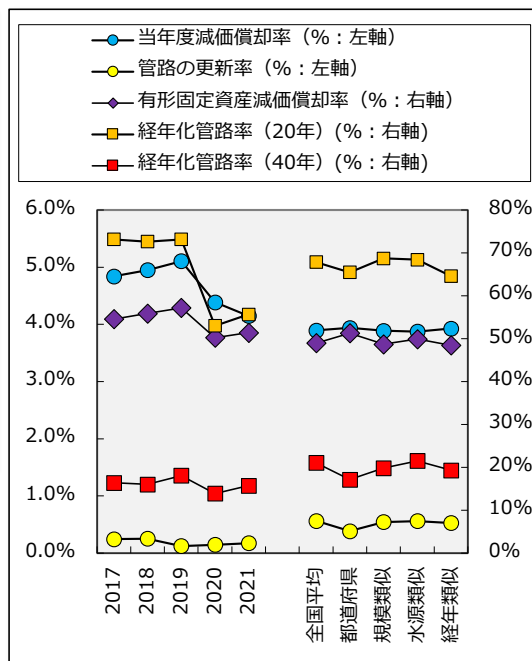 当年度減価償却率（%：左軸）
管路の更新率（%：左軸）
有形固定資産減価償却率（%：右軸）
経年化管路率（20年）(%：右軸)
経年化管路率（40年）(%：右軸)
6.0%
5.0%
4.0%
3.0%
2.0%
1.0%
0.0%
80%
70%
60%
50%
40%
30%
20%
10%
0%
2017
2018
2019
2020
2021
全国平均
都道府県
規模類似
水源類似
経年類似